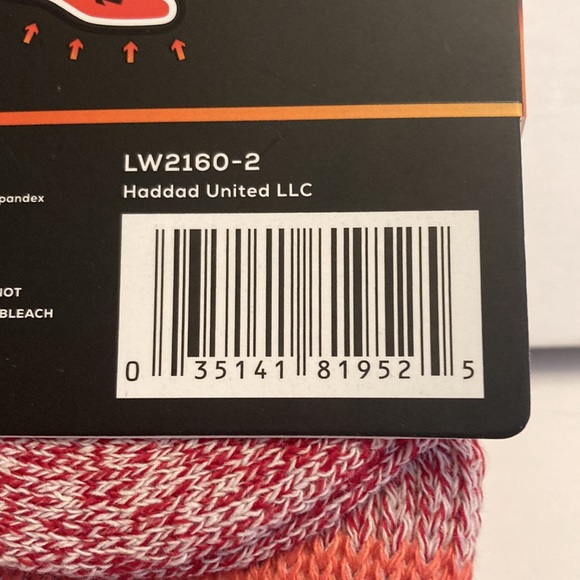 LW2160-2
Haddad United LLC
pandex
NOT
BLEACH
0 35141 81952 5